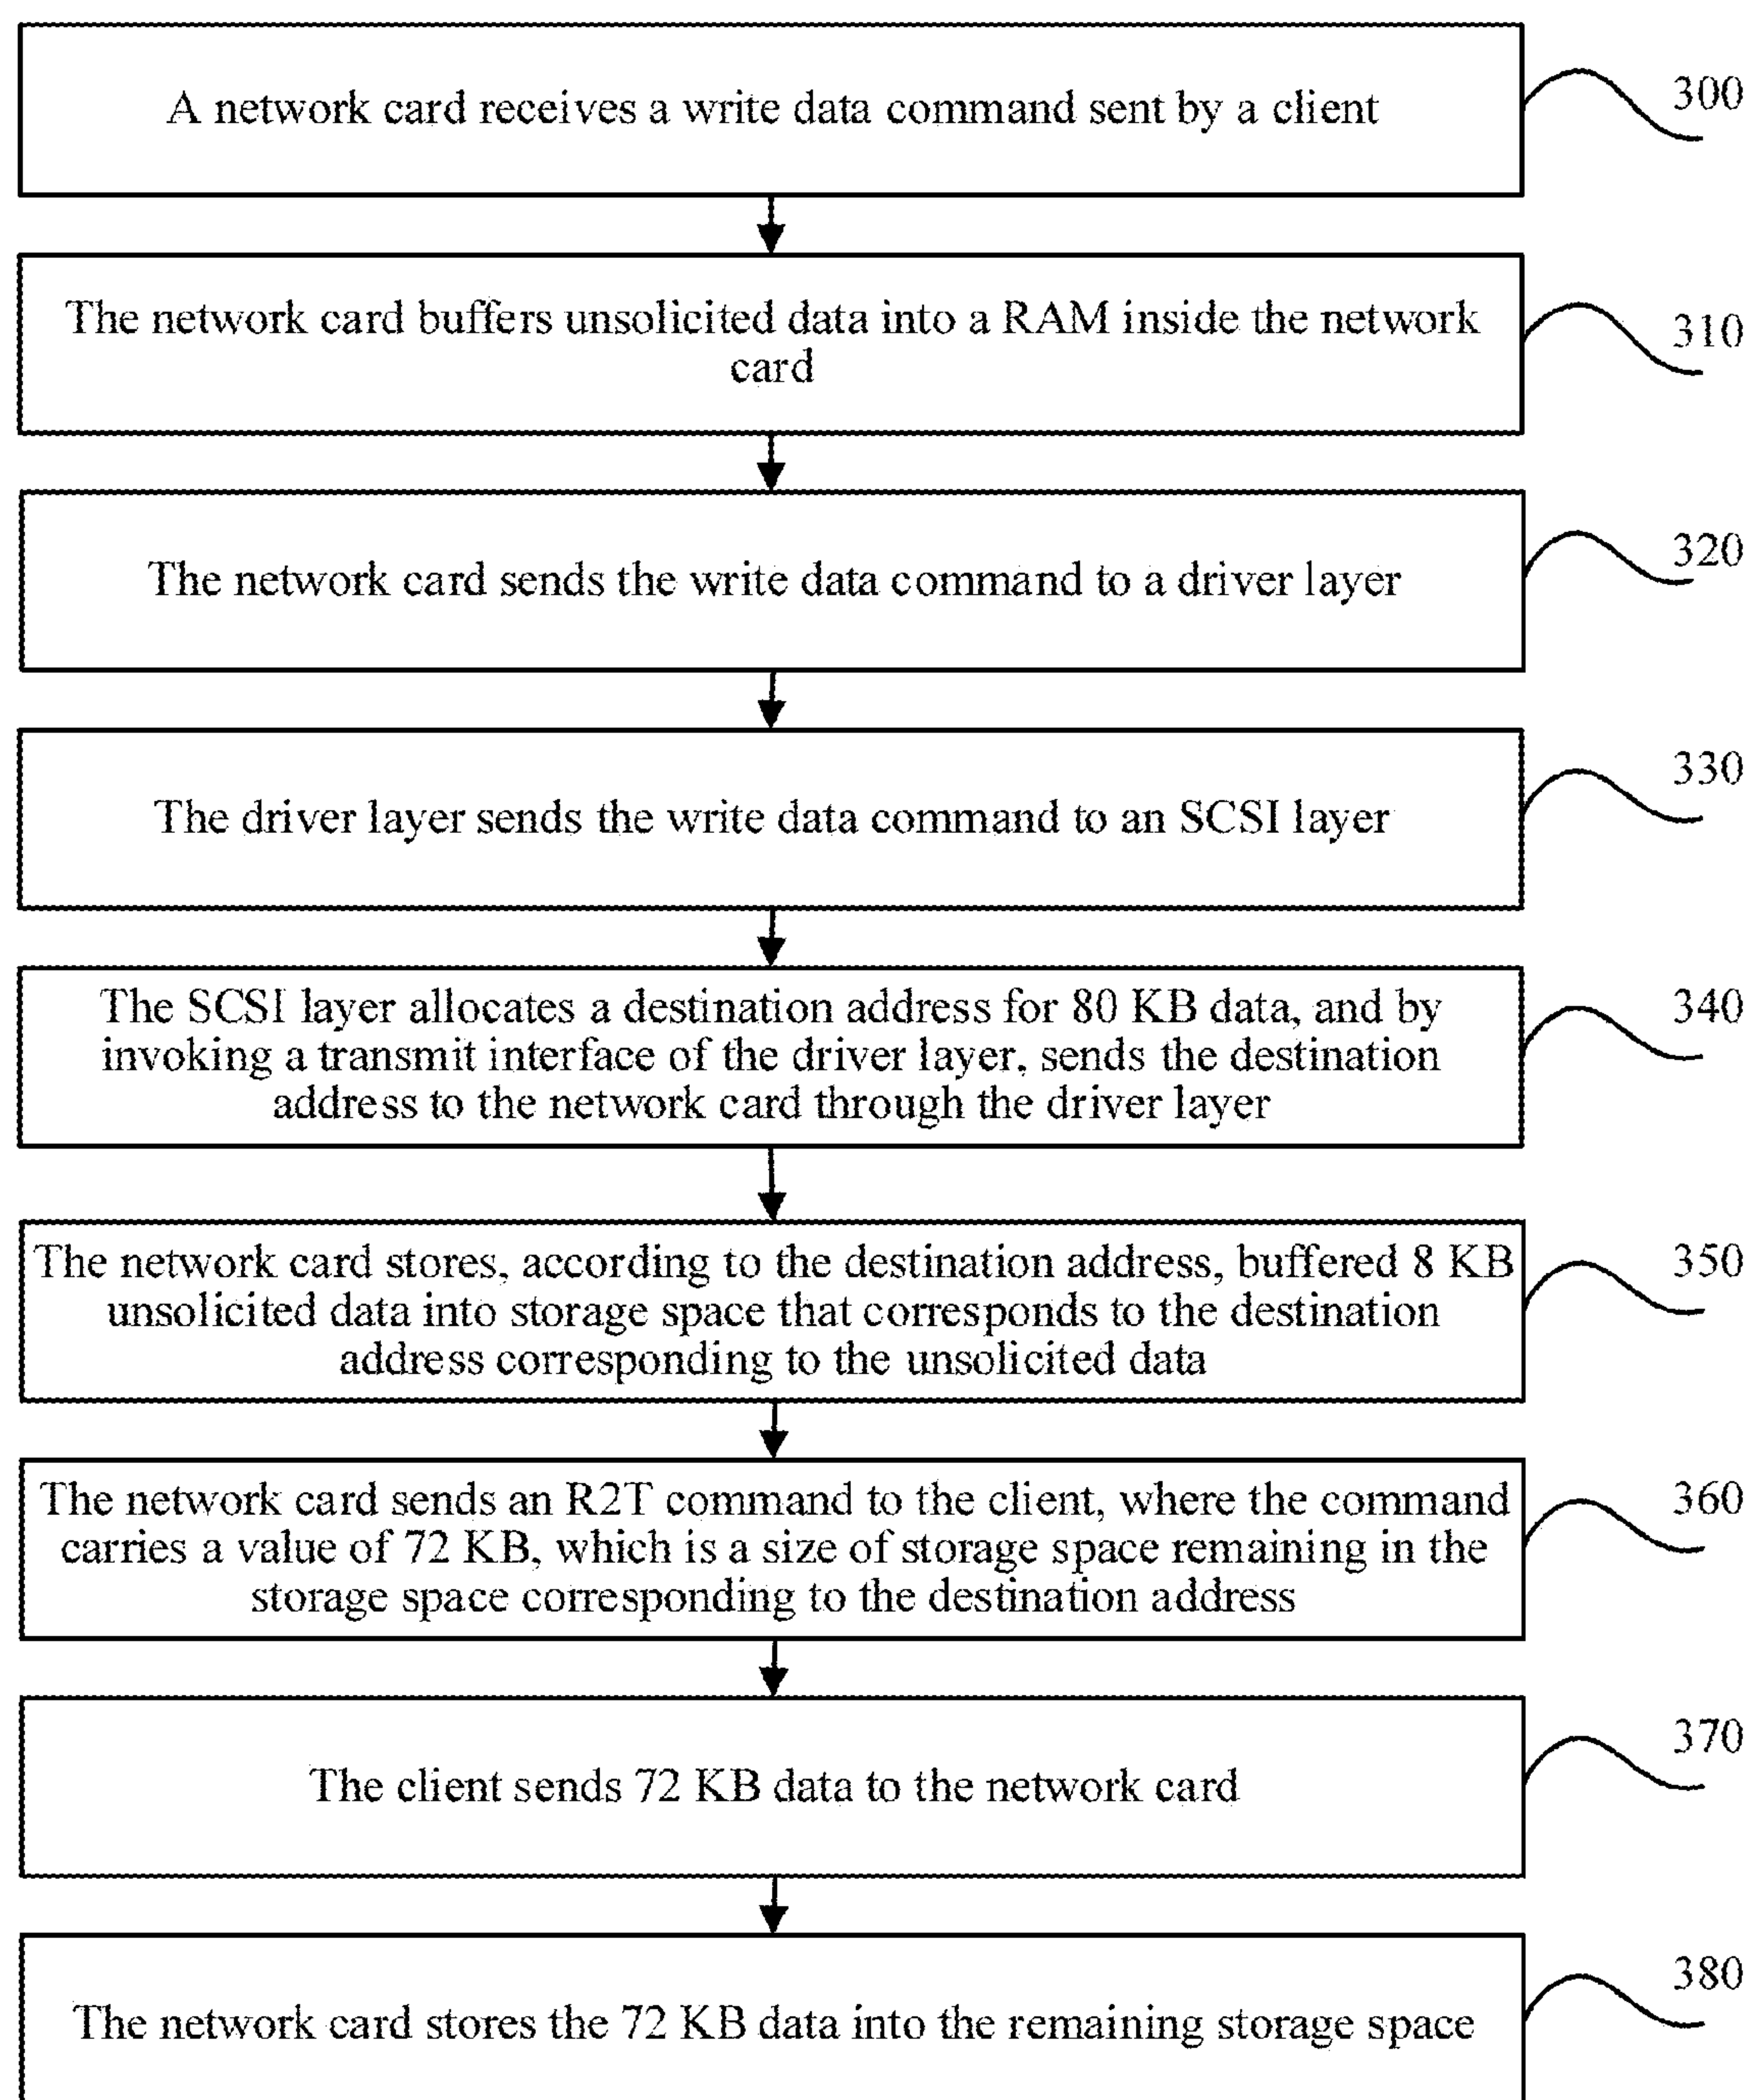 A network card receives a write data command sent by a client
300
The network card buffers unsolicited data into a RAM inside the network
card
310
The network card sends the write data command to a driver layer
320
The driver layer sends the write data command to an SCSI layer
330
The SCSI layer allocates a destination address for 80 KB data, and by
invoking a transmit interface of the driver layer, sends the destination
address to the network card through the driver layer
340
The network card stores, according to the destination address, buffered 8 KB
unsolicited data into storage space that corresponds to the destination
address corresponding to the unsolicited data
350
The network card sends an R2T command to the client, where the command
carries a value of 72 KB, which is a size of storage space remaining in the
storage space corresponding to the destination address
360
The client sends 72 KB data to the network card
370
The network card stores the 72 KB data into the remaining storage space
380